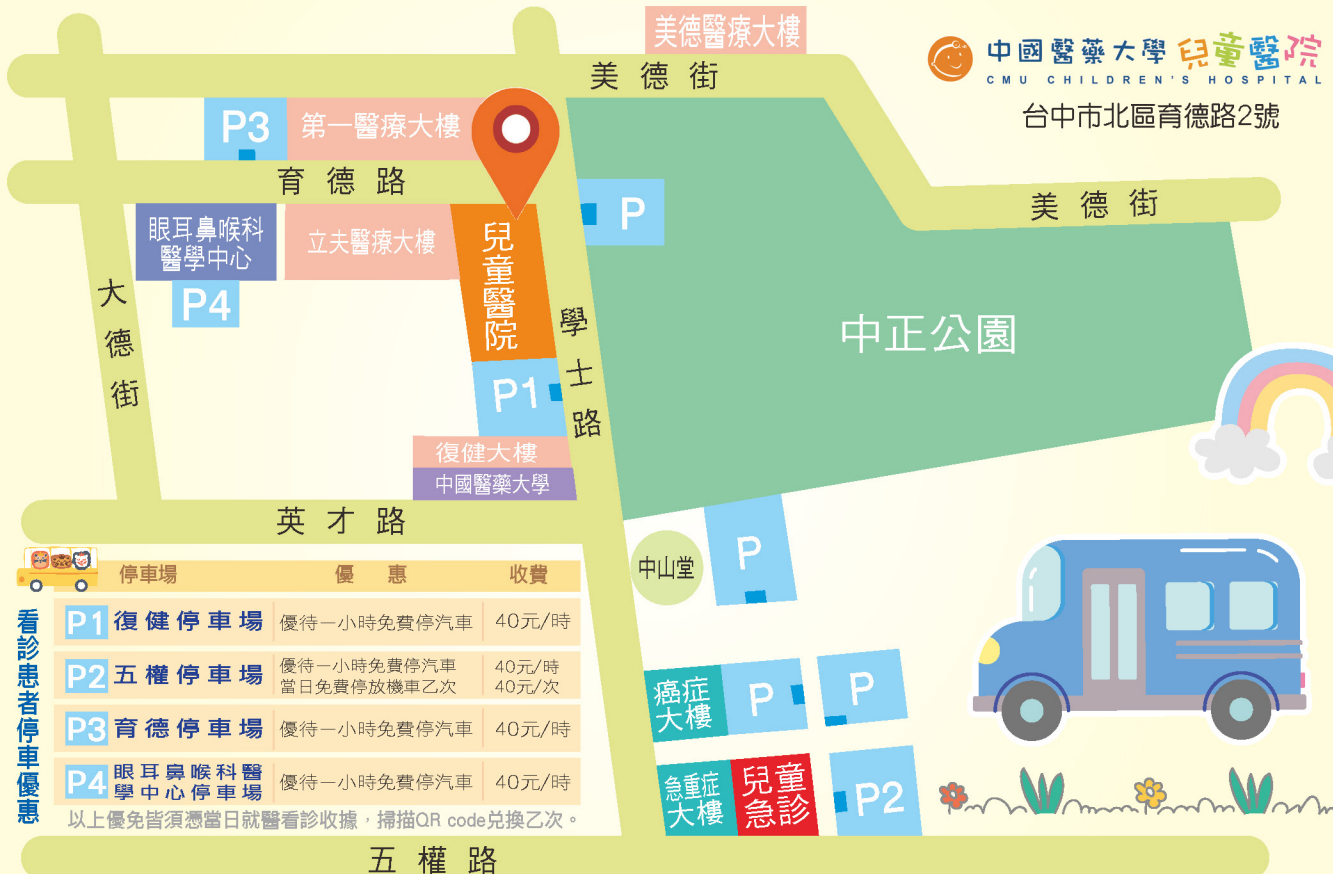 美德醫療大樓
中國醫藥大學 兒童醫院
CMU CHILDREN'S HOSPITAL
台中市北區育德路2號
美德街
P3
第一醫療大樓
育德路
美德街
眼耳鼻喉科
醫學中心
立夫醫療大樓
兒童醫院
P
P4
大德街
學士路
中正公園
P1
復健大樓
中國醫藥大學
英才路
中山堂
P
癌症
大樓
P
P
急重症
大樓
兒童
急診
P2
五權路
看診患者停車優惠
停車場 優惠 收費
P1 復健停車場 優待一小時免費停汽車 40元/時
P2 五權停車場 優待一小時免費停汽車 40元/時
當日免費停放機車乙次 40元/次
P3 育德停車場 優待一小時免費停汽車 40元/時
P4 眼耳鼻喉科醫
學中心停車場 優待一小時免費停汽車 40元/時
以上優免皆須憑當日就醫看診收據,掃描QR code兌換乙次。